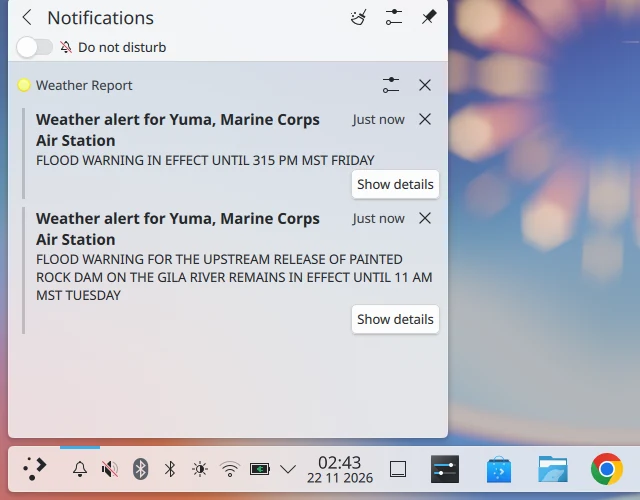 Notifications
Do not disturb
Weather Report
Weather alert for Yuma, Marine Corps Air Station
Just now
FLOOD WARNING IN EFFECT UNTIL 315 PM MST FRIDAY
Show details
Weather alert for Yuma, Marine Corps Air Station
Just now
FLOOD WARNING FOR THE UPSTREAM RELEASE OF PAINTED
ROCK DAM ON THE GILA RIVER REMAINS IN EFFECT UNTIL 11 AM
MST TUESDAY
Show details
02:43
22 11 2026